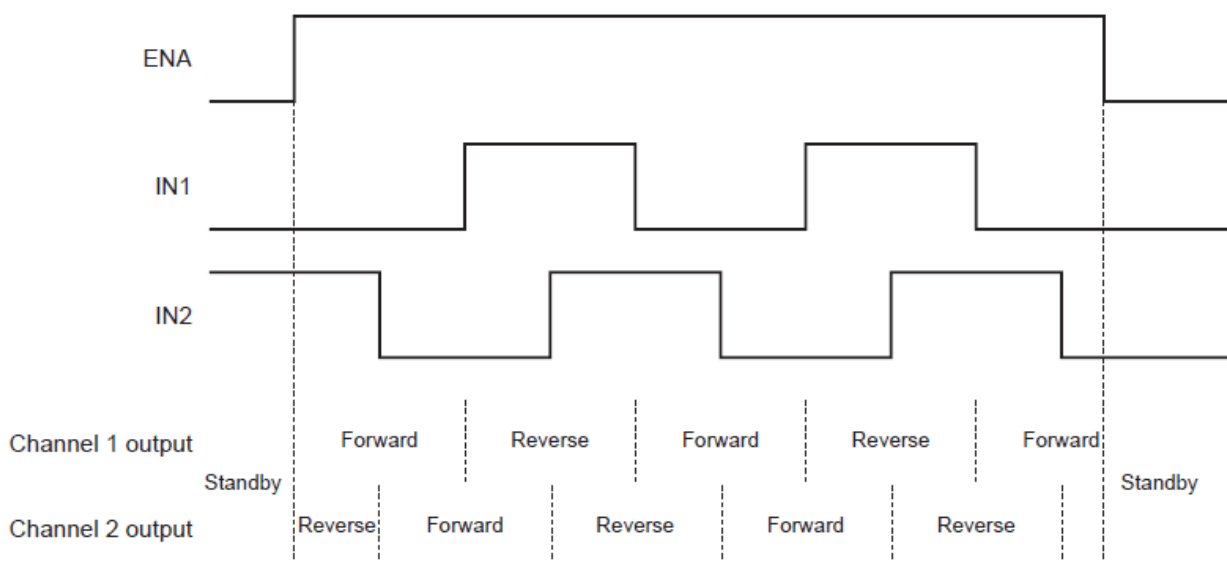 ENA
IN1
IN2
Channel 1 output Forward Reverse Forward Reverse Forward
Standby Standby
Channel 2 output Reverse Forward Reverse Forward Reverse